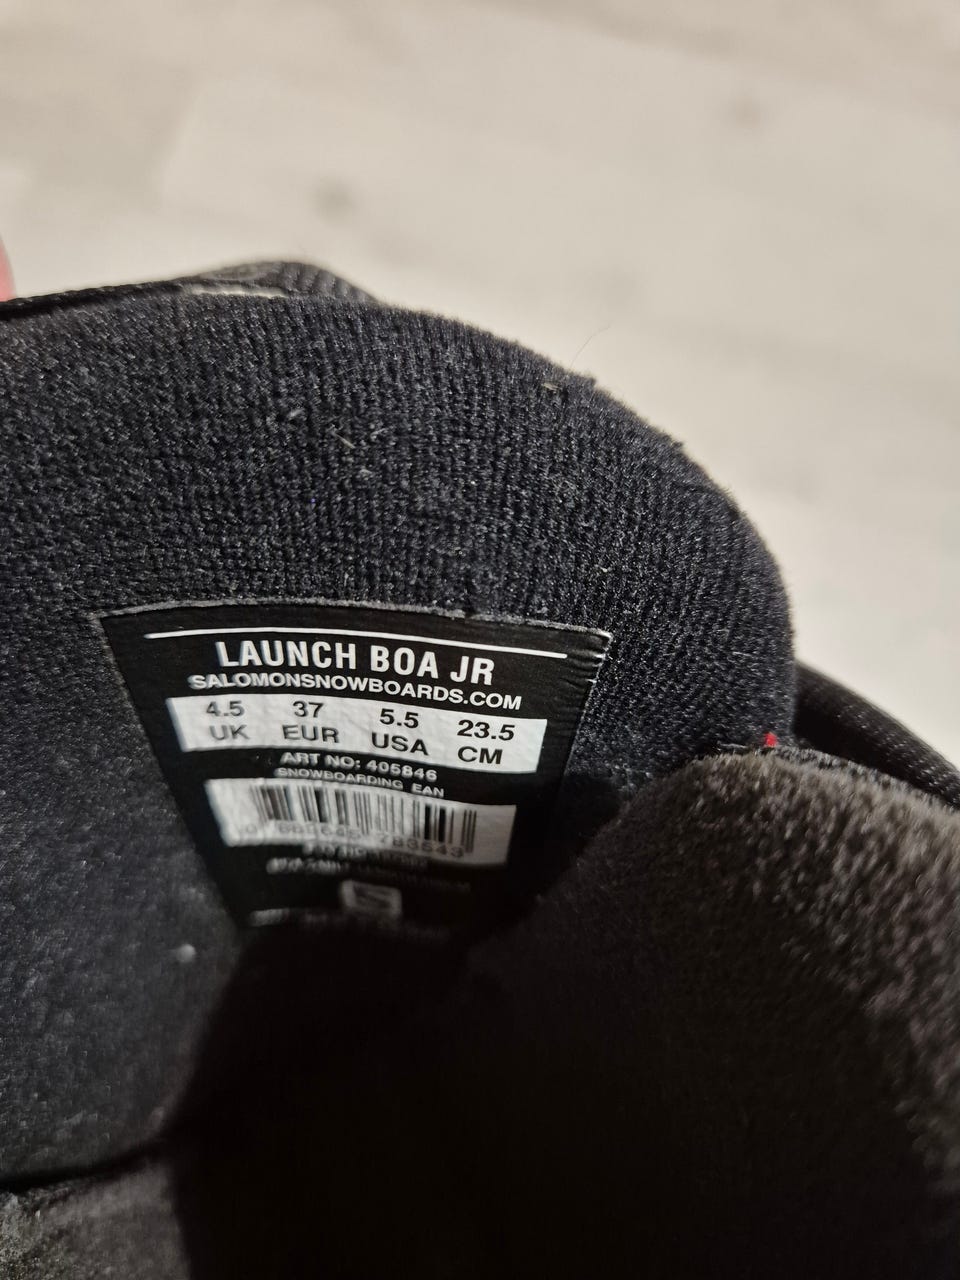 LAUNCH BOA JR
SALOMONSNOWBOARDS.COM
4.5 37 5.5 23.5
UK EUR USA CM
ART NO: 405846
SNOWBOARDING EAN